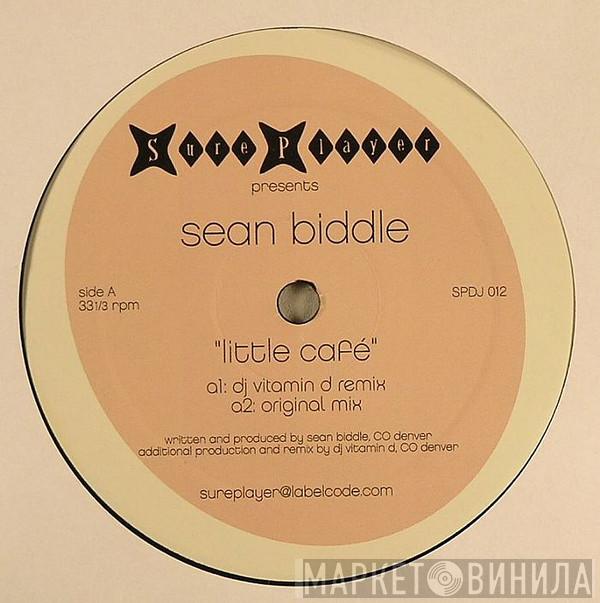 SurePlayer
presents
sean biddle
side A
33 1/3 rpm
SPDJ 012
"little café"
a1: dj vitamin d remix
a2: original mix
written and produced by sean biddle, CO denver
additional production and remix by dj vitamin d, CO denver
sureplayer@labelcode.com
МАРКЕТ ВИНИЛА